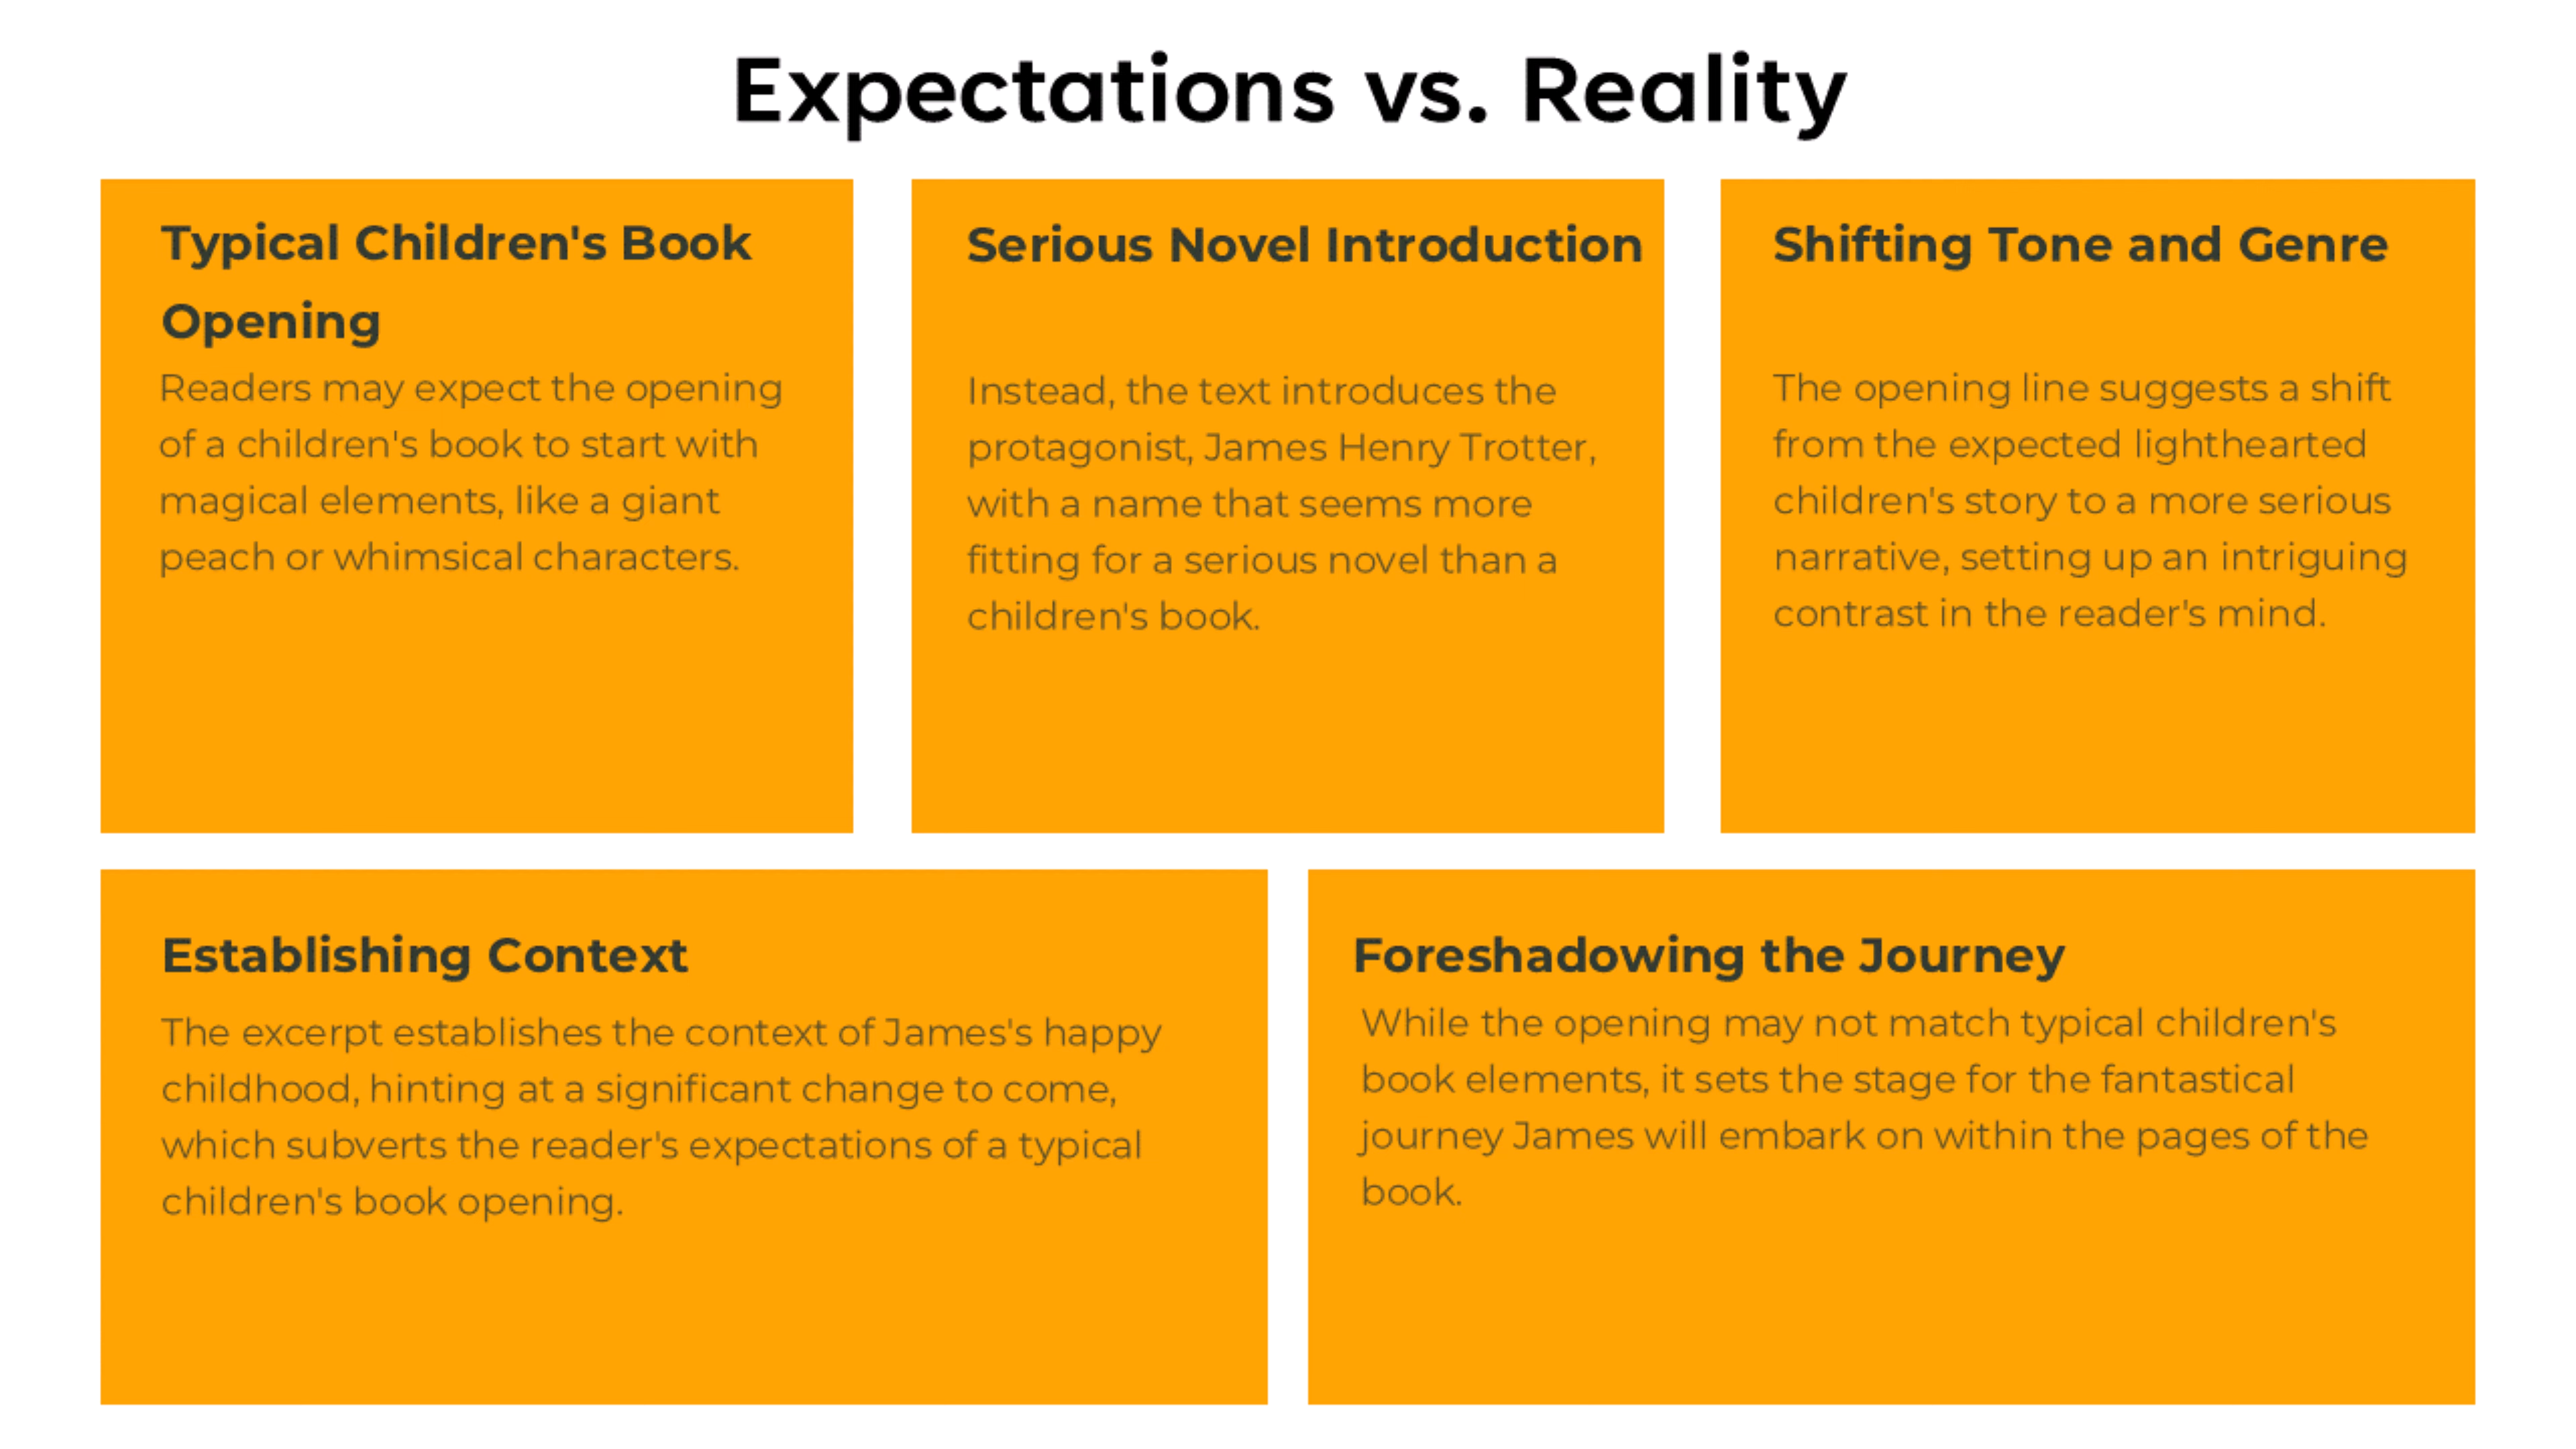 Expectations vs. Reality
Typical Children's Book
Opening
Readers may expect the opening
of a children's book to start with
magical elements, like a giant
peach or whimsical characters.
Serious Novel Introduction
Instead, the text introduces the
protagonist, James Henry Trotter,
with a name that seems more
fitting for a serious novel than a
children's book.
Shifting Tone and Genre
The opening line suggests a shift
from the expected lighthearted
children's story to a more serious
narrative, setting up an intriguing
contrast in the reader's mind.
Establishing Context
The excerpt establishes the context of James's happy
childhood, hinting at a significant change to come,
which subverts the reader's expectations of a typical
children's book opening.
Foreshadowing the Journey
While the opening may not match typical children's
book elements, it sets the stage for the fantastical
journey James will embark on within the pages of the
book.